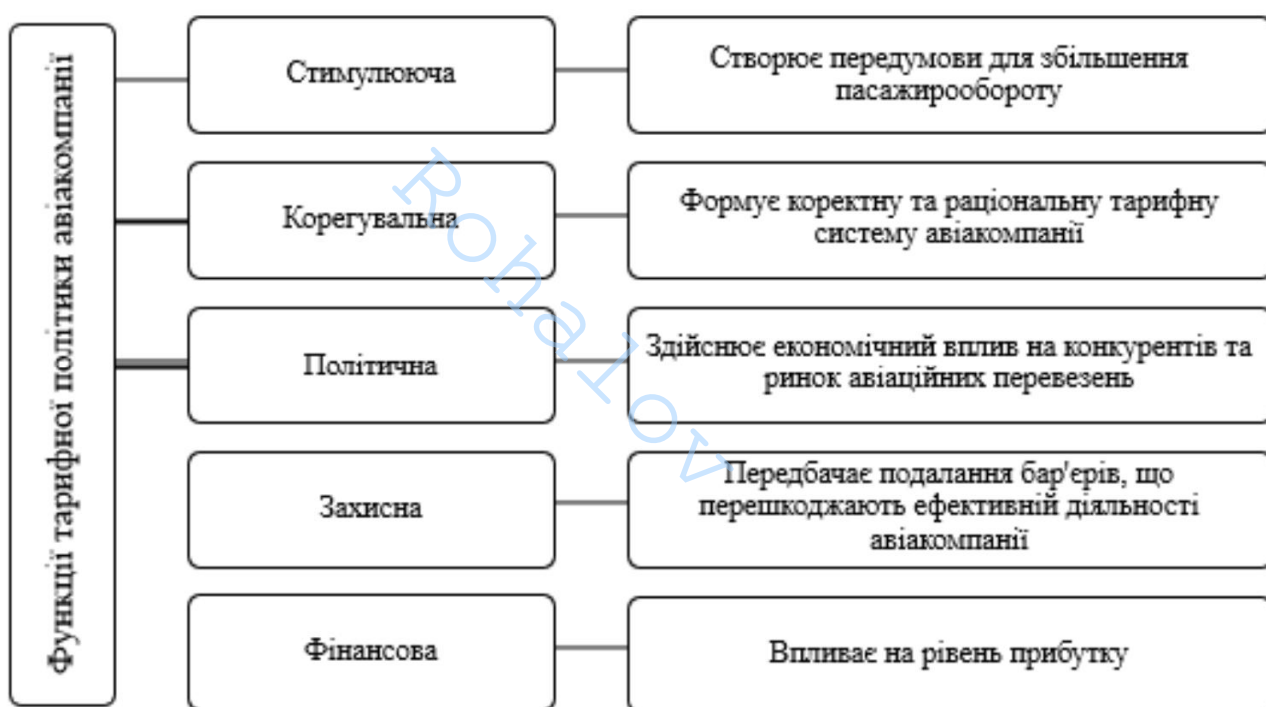 Функції тарифної політики авіакомпанії
Стимулююча
Створює передумови для збільшення
пасажирообороту
Корегувальна
Формує коректну та раціональну тарифну
систему авіакомпанії
Політична
Здійснює економічний вплив на конкурентів та
ринок авіаційних перевезень
Захисна
Передбачає подалання бар'єрів, що
перешкоджають ефективній діяльності
авіакомпанії
Фінансова
Впливає на рівень прибутку
Rohalov